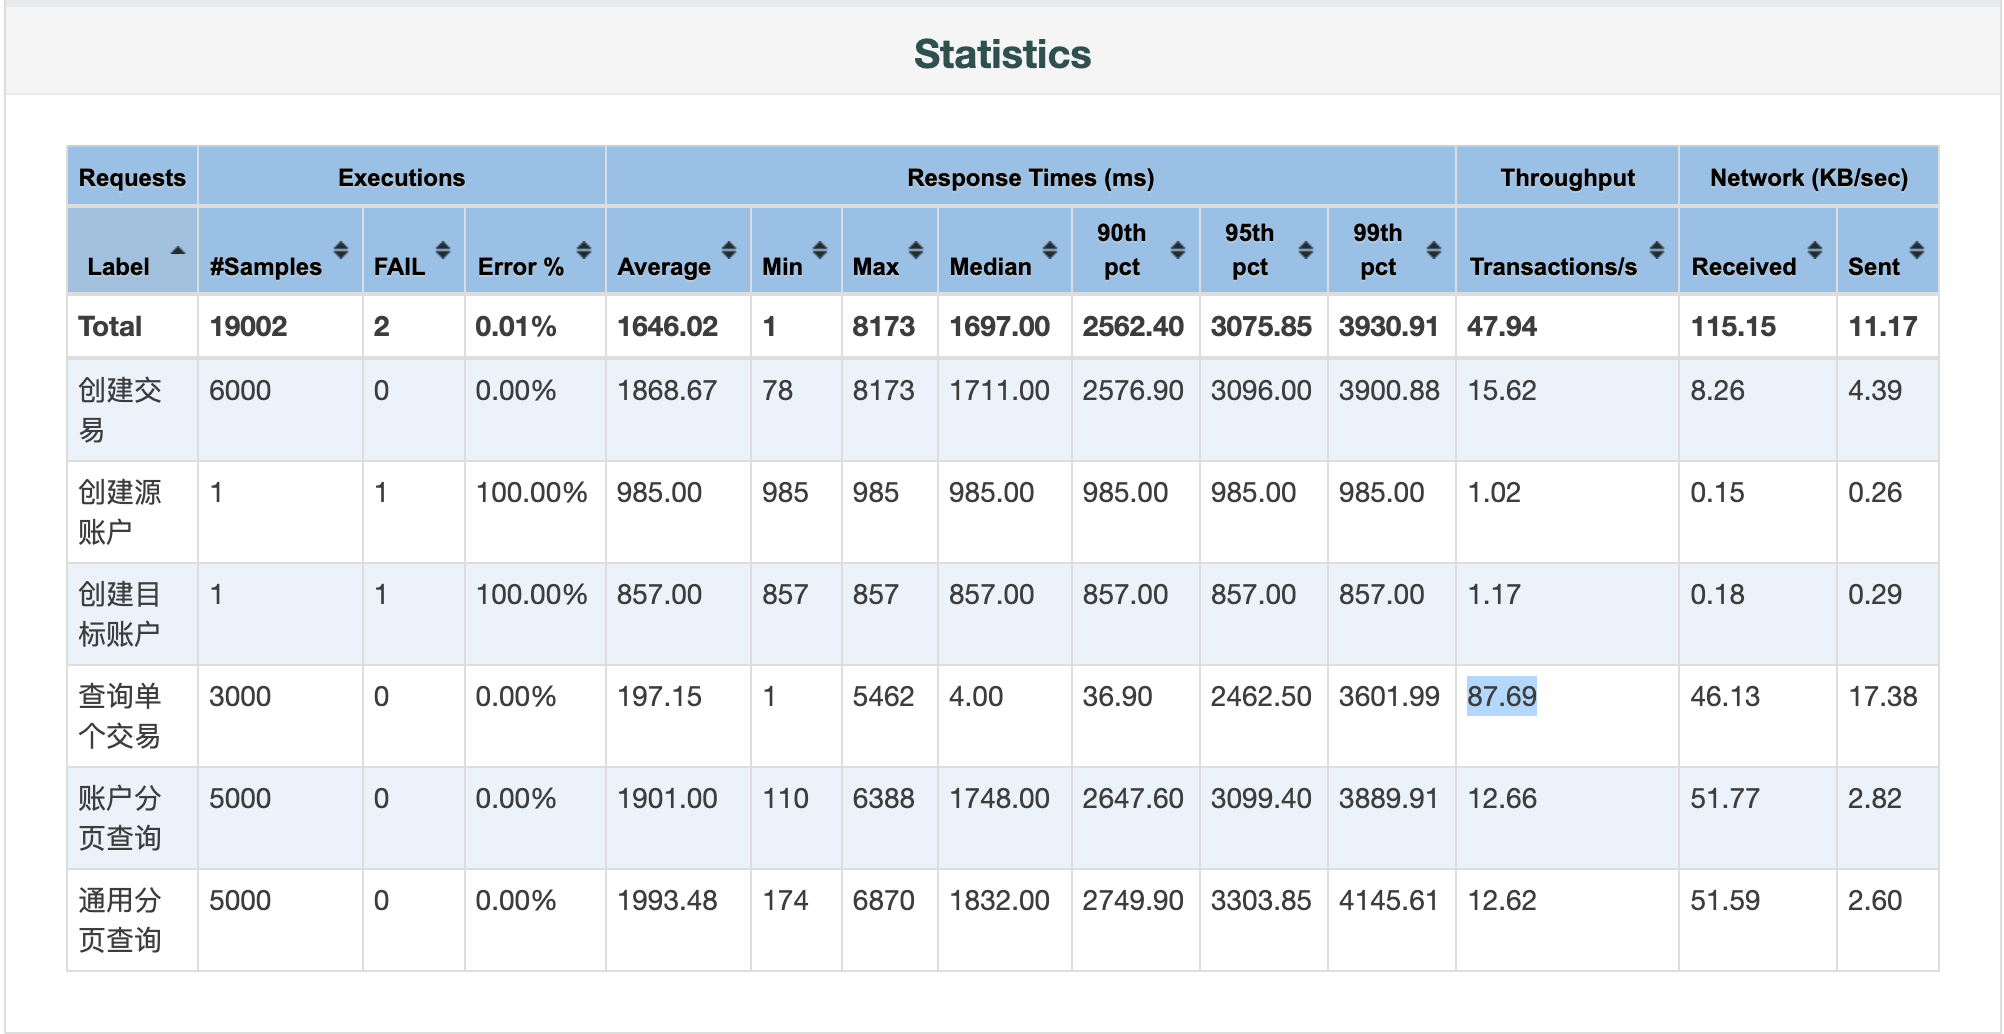 Statistics
Requests Executions Response Times (ms) Throughput Network (KB/sec)
Label #Samples FAIL Error % Average Min Max Median 90th pct 95th pct 99th pct Transactions/s Received Sent
Total 19002 2 0.01% 1646.02 1 8173 1697.00 2562.40 3075.85 3930.91 47.94 115.15 11.17
创建交易 6000 0 0.00% 1868.67 78 8173 1711.00 2576.90 3096.00 3900.88 15.62 8.26 4.39
创建源账户 1 1 100.00% 985.00 985 985 985.00 985.00 985.00 985.00 1.02 0.15 0.26
创建目标账户 1 1 100.00% 857.00 857 857 857.00 857.00 857.00 857.00 1.17 0.18 0.29
查询单个交易 3000 0 0.00% 197.15 1 5462 4.00 36.90 2462.50 3601.99 87.69 46.13 17.38
账户分页查询 5000 0 0.00% 1901.00 110 6388 1748.00 2647.60 3099.40 3889.91 12.66 51.77 2.82
通用分页查询 5000 0 0.00% 1993.48 174 6870 1832.00 2749.90 3303.85 4145.61 12.62 51.59 2.60